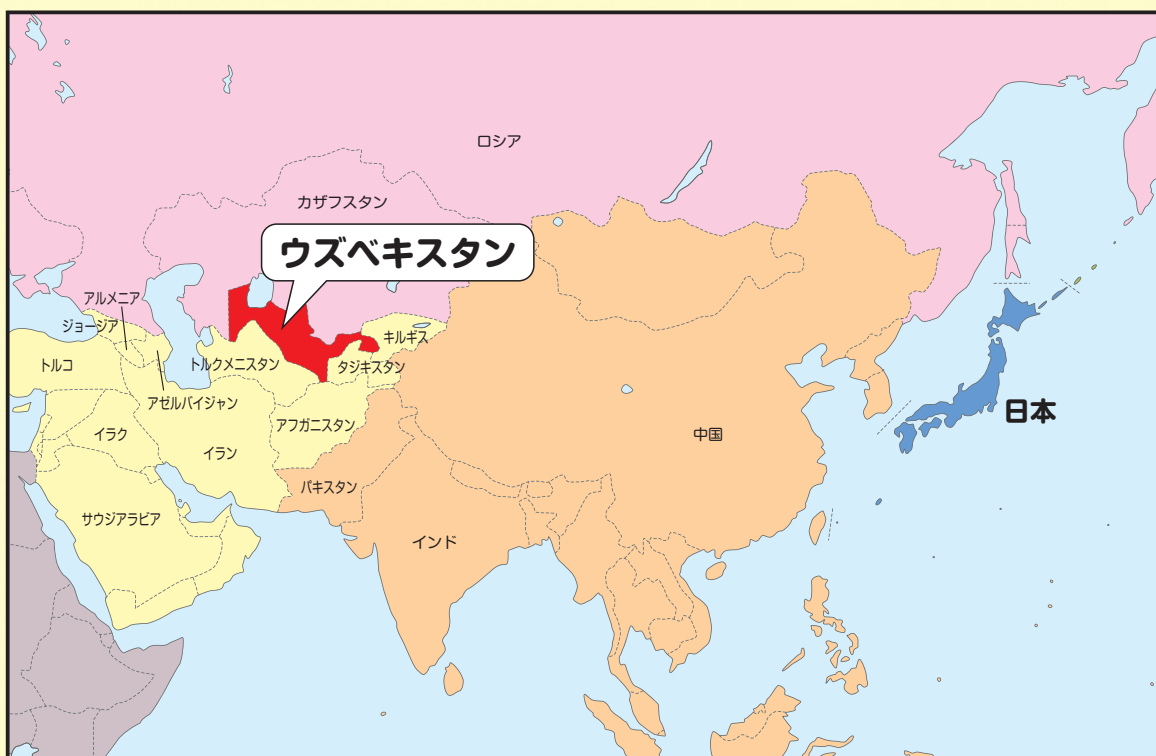 ロシア
カザフスタン
ウズベキスタン
アルメニア
ジョージア
キルギス
トルコ
トルクメニスタン
タジキスタン
アゼルバイジャン
日本
アフガニスタン
イラク
中国
イラン
パキスタン
サウジアラビア
インド